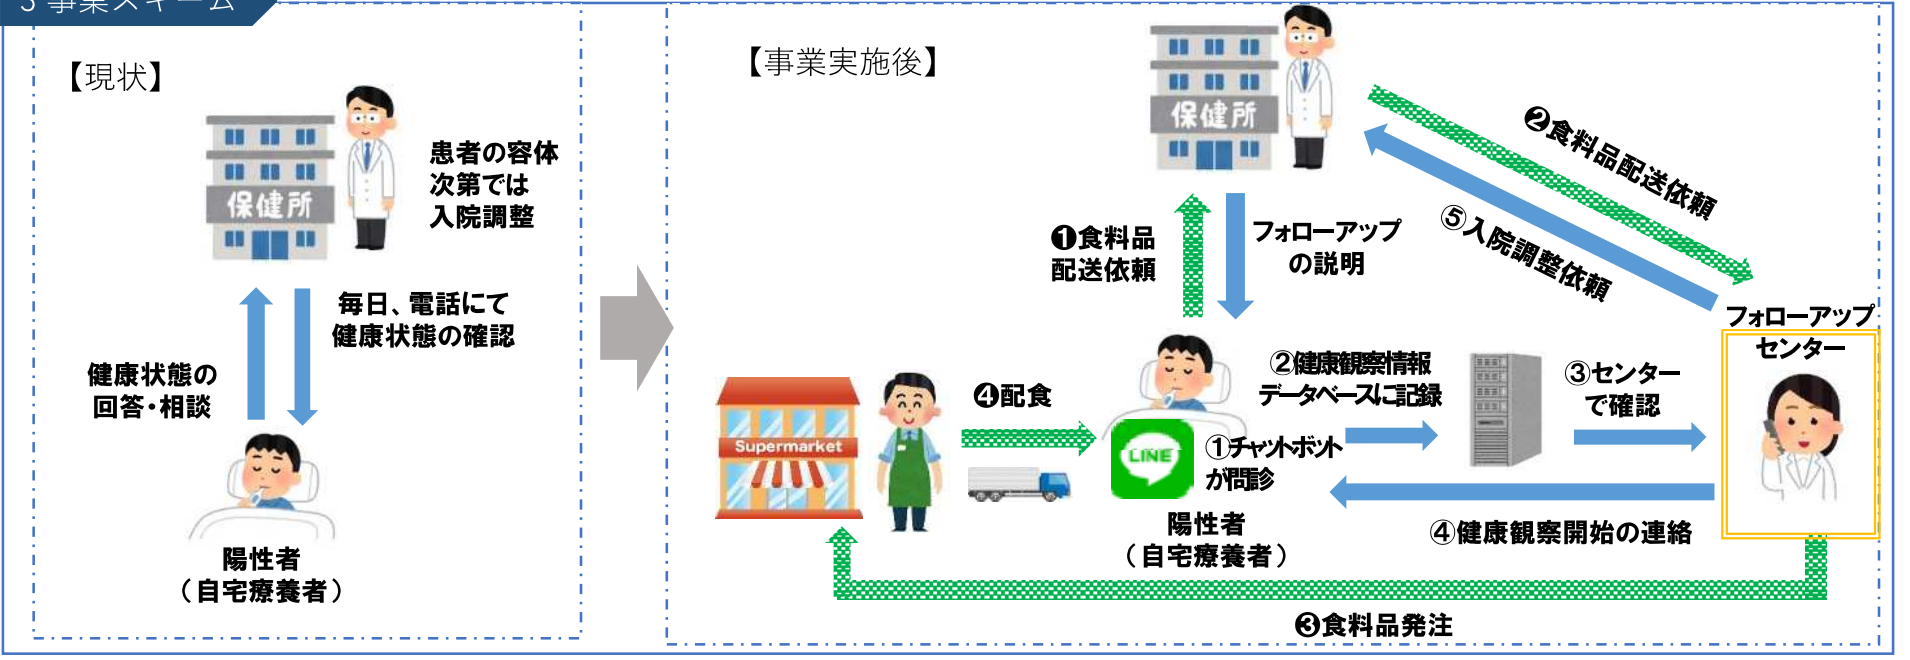 3 事業スキーム
【現状】
保健所
患者の容体
次第では
入院調整
毎日、電話にて
健康状態の確認
健康状態の
回答・相談
陽性者
（自宅療養者）
【事業実施後】
保健所
❶食料品
配送依頼
フォローアップ
の説明
❷食料品配送依頼
⑤入院調整依頼
フォローアップ
センター
Supermarket
❹配食
LINE
①チャットボット
が問診
陽性者
（自宅療養者）
②健康観察情報
データベースに記録
③センター
で確認
④健康観察開始の連絡
❸食料品発注